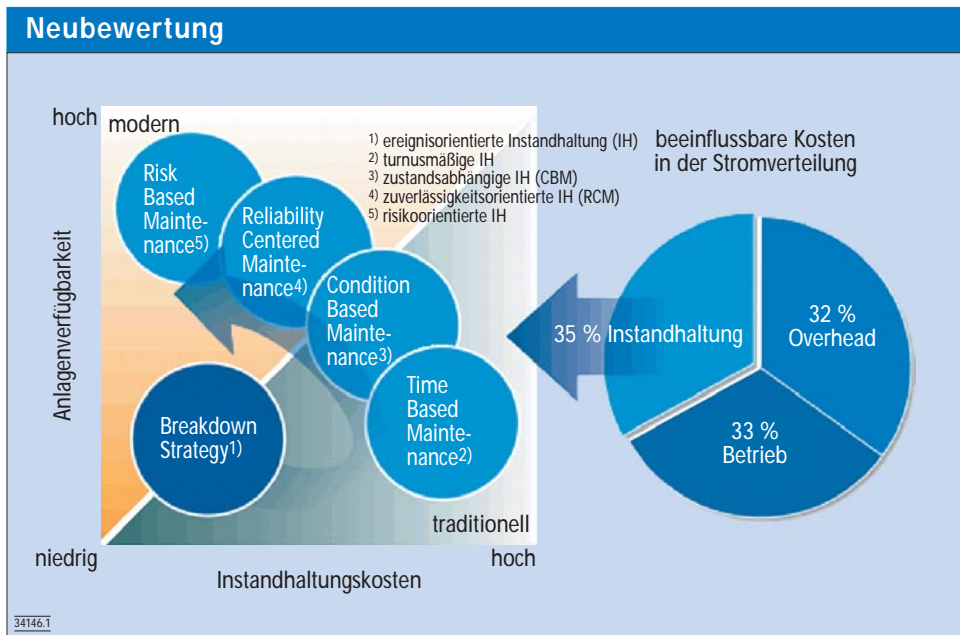 Neubewertung
hoch
modern
Risk
Based
Mainte-
nance5)
Reliability
Centered
Mainte-
nance4)
Condition
Based
Mainte-
nance3)
Time
Based
Mainte-
nance2)
Breakdown
Strategy1)
1) ereignisorientierte Instandhaltung (IH)
2) turnusmäßige IH
3) zustandsabhängige IH (CBM)
4) zuverlässigkeitsorientierte IH (RCM)
5) risikoorientierte IH
traditionell
Anlagenverfügbarkeit
niedrig
hoch
Instandhaltungskosten
beeinflussbare Kosten
in der Stromverteilung
35 % Instandhaltung
32 %
Overhead
33 %
Betrieb
34146.1